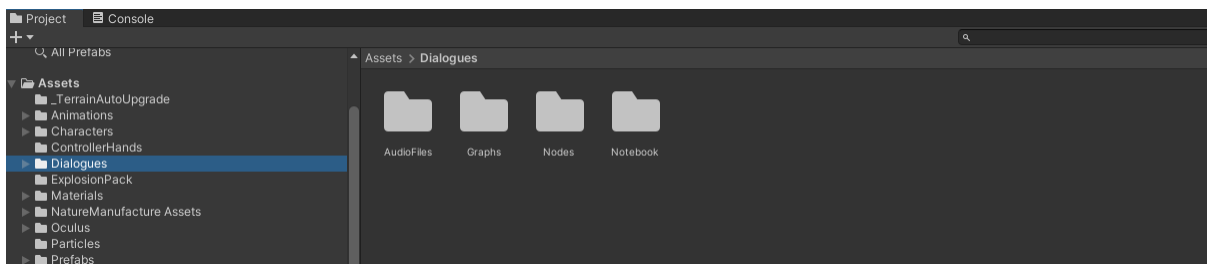 Project
Console
All Prefabs
Assets > Dialogues
Assets
_TerrainAutoUpgrade
Animations
Characters
ControllerHands
Dialogues
ExplosionPack
Materials
NatureManufacture Assets
Oculus
Particles
Prefabs
AudioFiles
Graphs
Nodes
Notebook